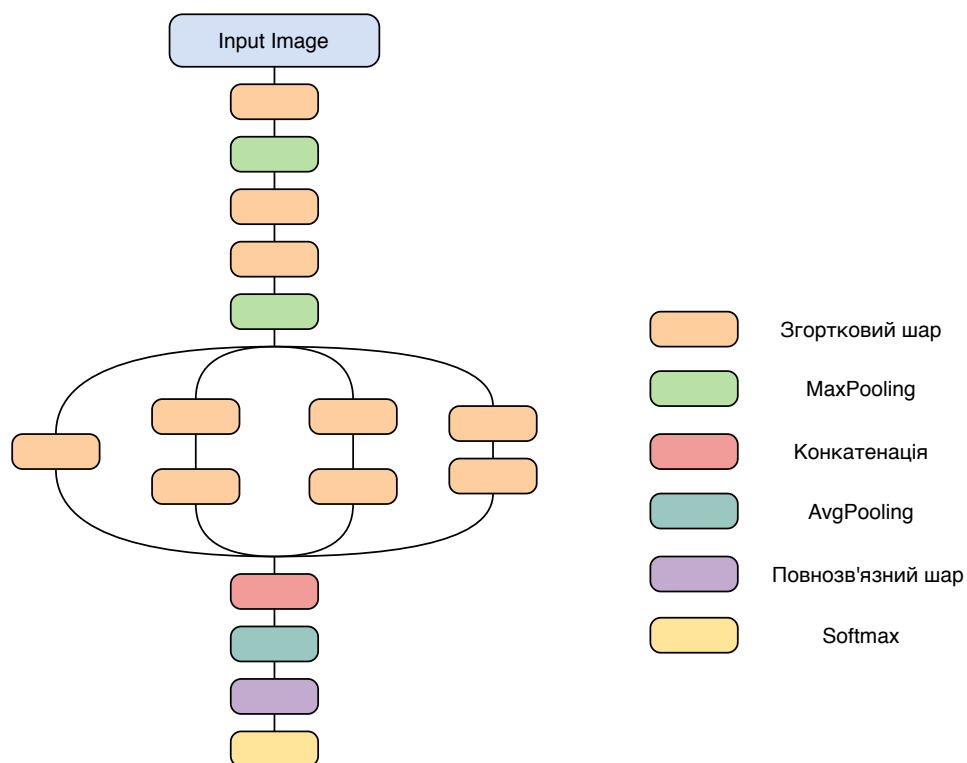 Input Image
Згортковий шар
MaxPooling
Конкатенація
AvgPooling
Повнозв'язний шар
Softmax